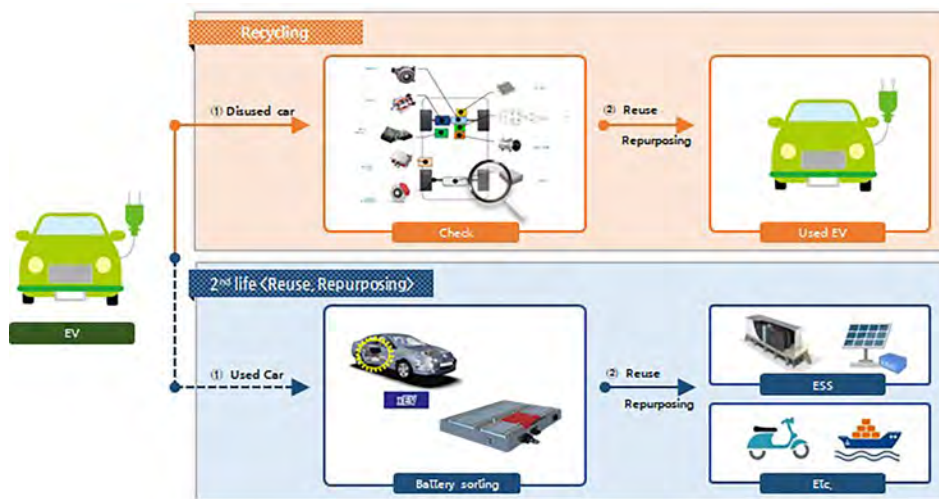 Recycling
① Disused car
Check
② Reuse
Repurposing
Used EV
EV
2nd life <Reuse, Repurposing>
① Used Car
xEV
Battery sorting
② Reuse
Repurposing
ESS
Etc,